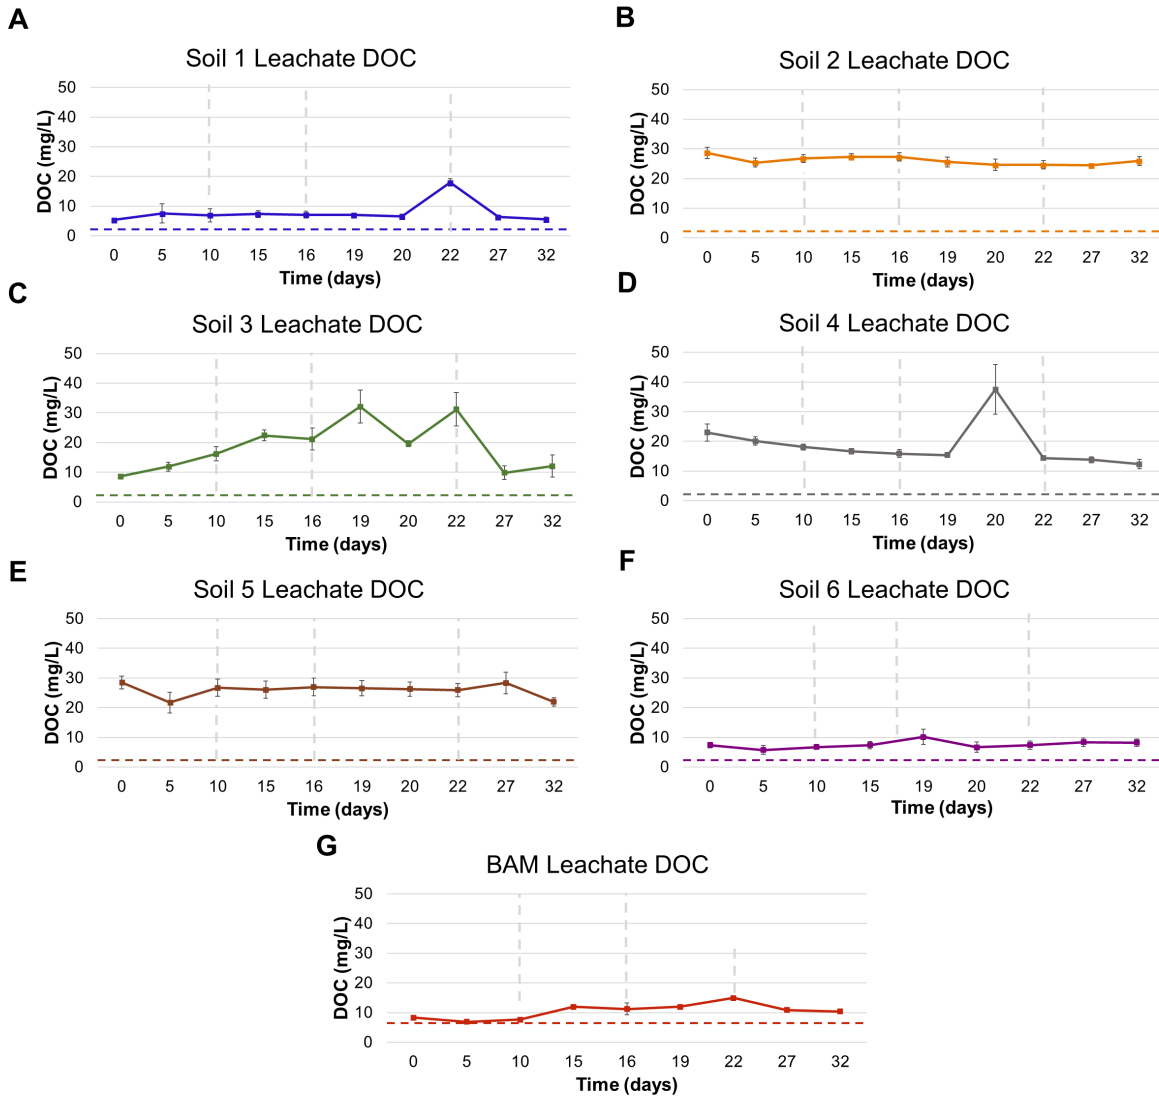 A
Soil 1 Leachate DOC
DOC (mg/L)
50
40
30
20
10
0
0 5 10 15 16 19 20 22 27 32
Time (days)
B
Soil 2 Leachate DOC
DOC (mg/L)
50
40
30
20
10
0
0 5 10 15 16 19 20 22 27 32
Time (days)
C
Soil 3 Leachate DOC
DOC (mg/L)
50
40
30
20
10
0
0 5 10 15 16 19 20 22 27 32
Time (days)
D
Soil 4 Leachate DOC
DOC (mg/L)
50
40
30
20
10
0
0 5 10 15 16 19 20 22 27 32
Time (days)
E
Soil 5 Leachate DOC
DOC (mg/L)
50
40
30
20
10
0
0 5 10 15 16 19 20 22 27 32
Time (days)
F
Soil 6 Leachate DOC
DOC (mg/L)
50
40
30
20
10
0
0 5 10 15 19 20 22 27 32
Time (days)
G
BAM Leachate DOC
DOC (mg/L)
50
40
30
20
10
0
0 5 10 15 16 19 22 27 32
Time (days)